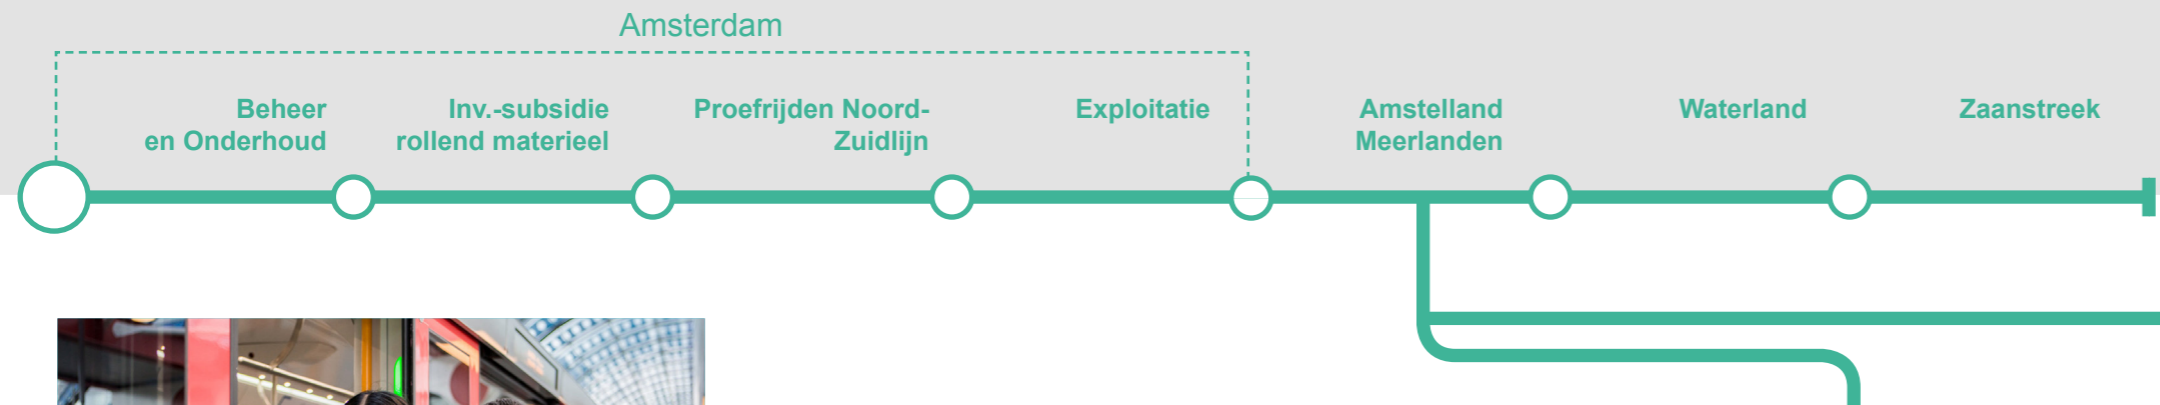 Amsterdam
Beheer
en Onderhoud
Inv.-subsidie
rollend materieel
Proefrijden Noord-
Zuidlijn
Exploitatie
Amstelland
Meerlanden
Waterland
Zaanstreek